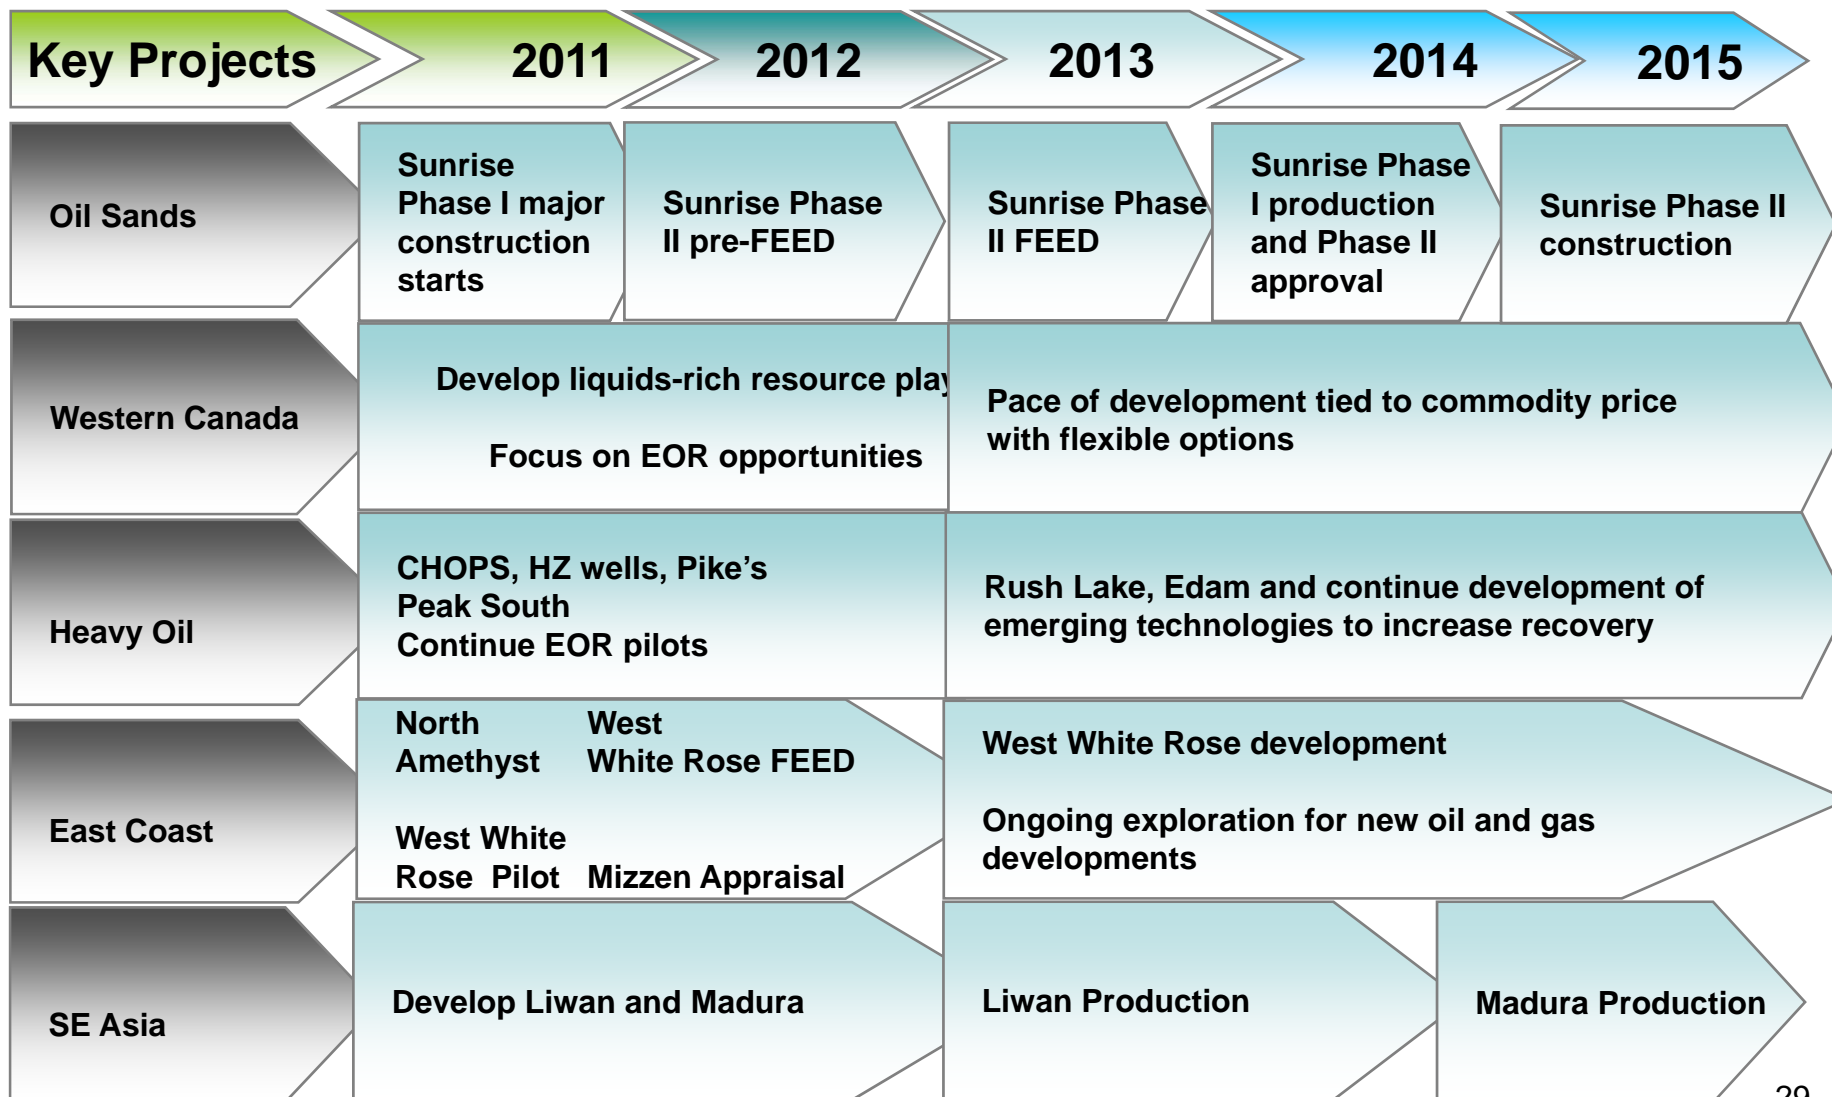 Key Projects 2011 2012 2013 2014 2015
Oil Sands
Sunrise
Phase I major
construction
starts
Sunrise Phase
II pre-FEED
Sunrise Phase
II FEED
Sunrise Phase
I production
and Phase II
approval
Sunrise Phase II
construction
Western Canada
Develop liquids-rich resource play
Focus on EOR opportunities
Pace of development tied to commodity price
with flexible options
Heavy Oil
CHOPS, HZ wells, Pike’s
Peak South
Continue EOR pilots
Rush Lake, Edam and continue development of
emerging technologies to increase recovery
East Coast
North
Amethyst
West
White Rose FEED
West White
Rose Pilot
Mizzen Appraisal
West White Rose development
Ongoing exploration for new oil and gas
developments
SE Asia
Develop Liwan and Madura
Liwan Production
Madura Production
29